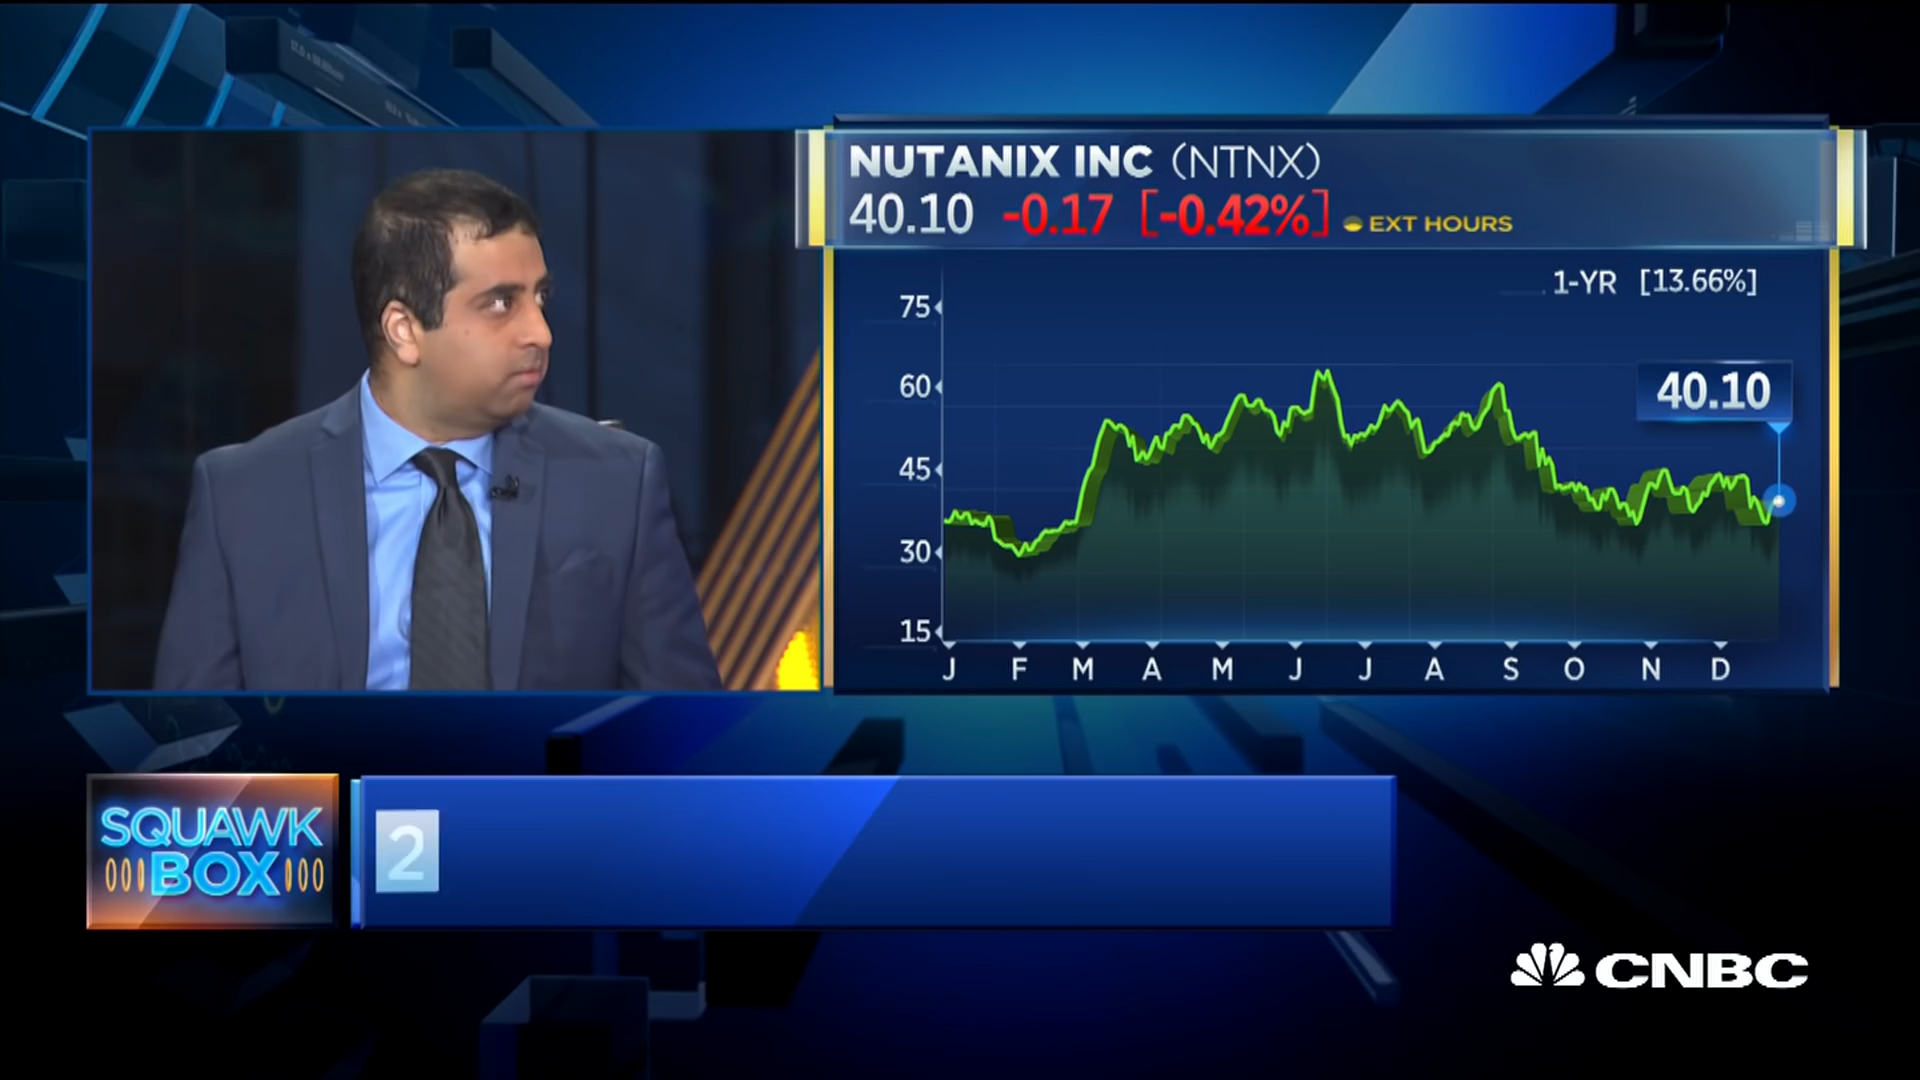 NUTANIX INC (NTNX)
40.10 -0.17 [-0.42%] EXT HOURS
1-YR [13.66%]
75
60
40.10
45
30
15
J F M A M J J A S O N D
SQUAWK
BOX
2
CNBC